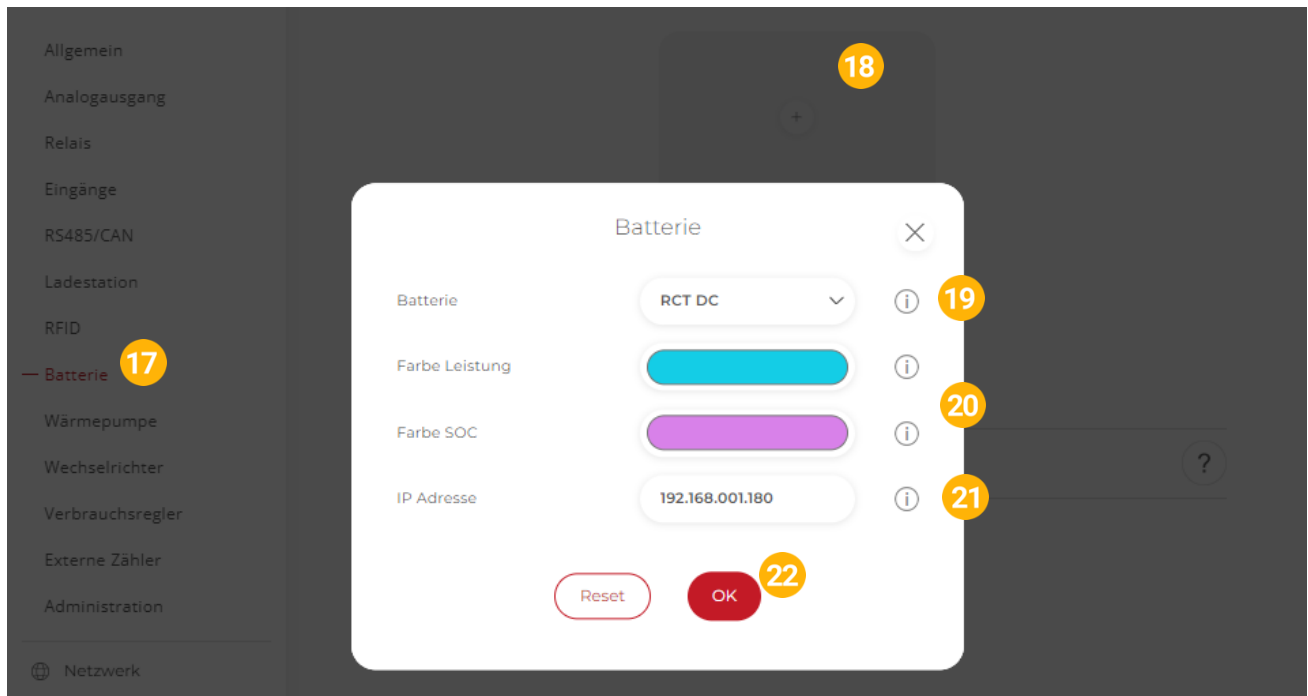 Allgemein
Analogausgang
Relais
Eingänge
RS485/CAN
Ladestation
RFID
Batterie 17
Wärmepumpe
Wechselrichter
Verbrauchsregler
Externe Zähler
Administration
Netzwerk
18
+
Batterie
Batterie RCT DC 19
Farbe Leistung
20
Farbe SOC
?
IP Adresse 192.168.001.180 21
22
Reset OK